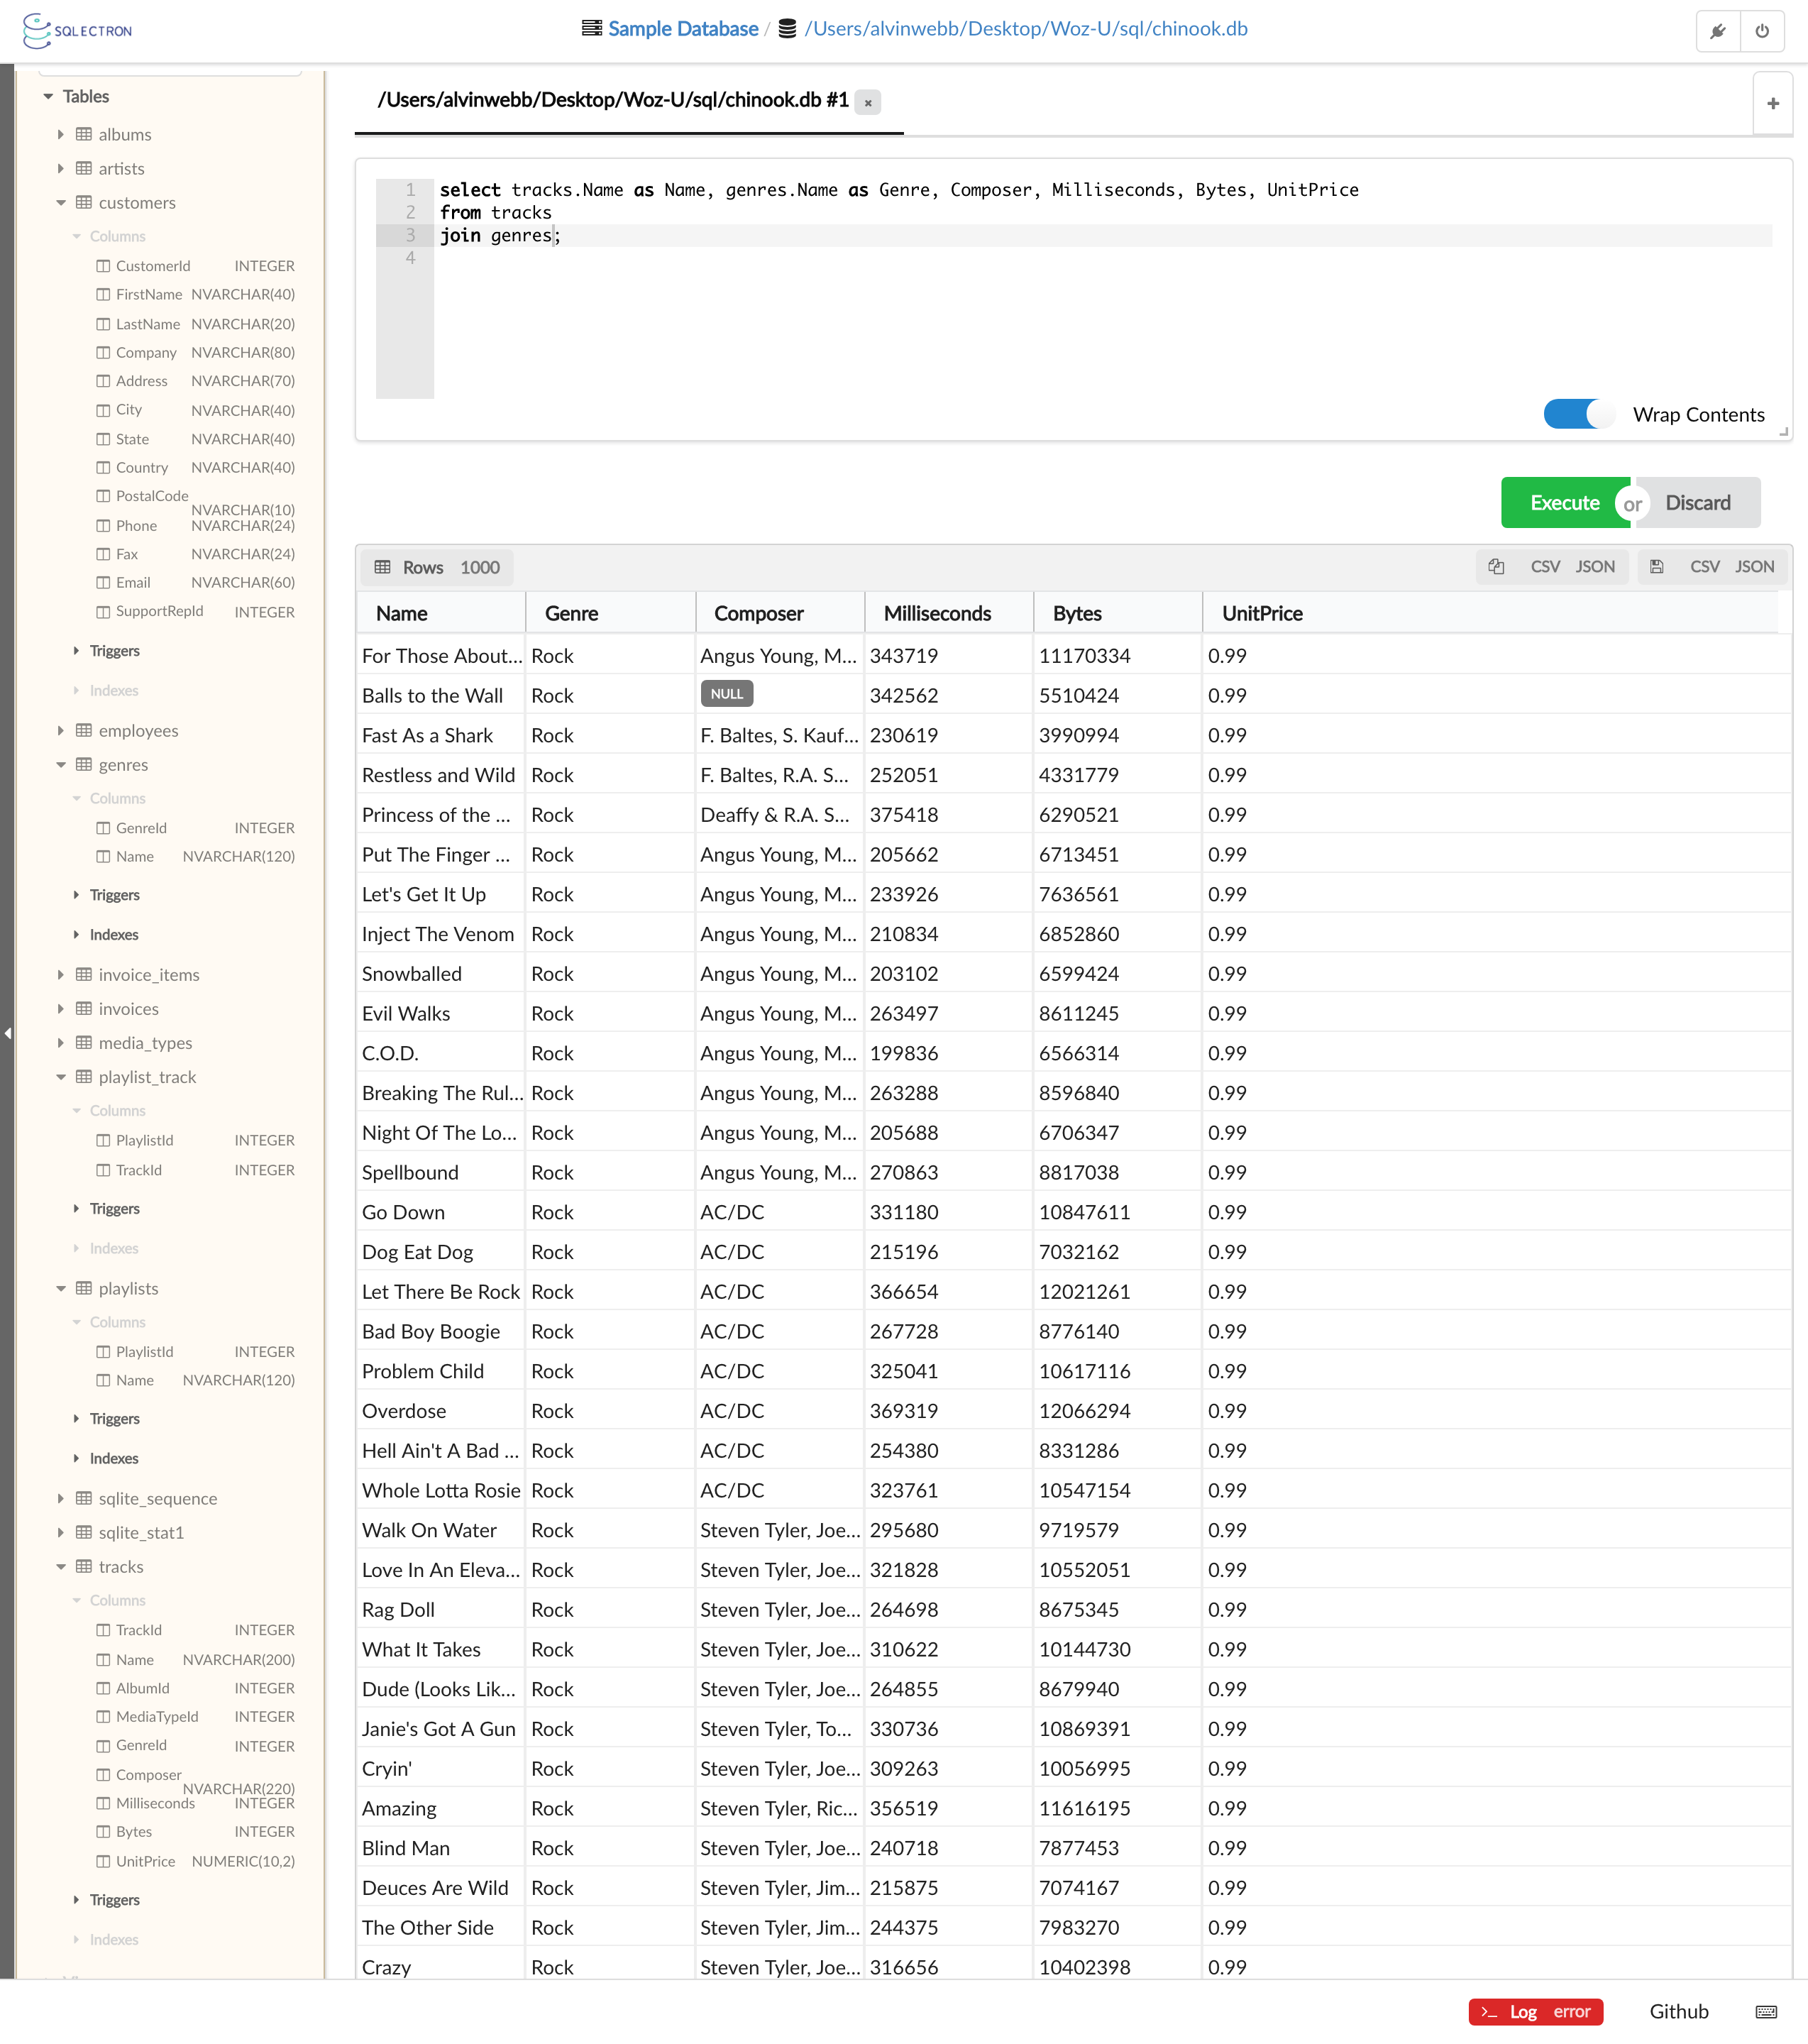 SQLECTRON
Sample Database / /Users/alvinwebb/Desktop/Woz-U/sql/chinook.db
Tables
albums
artists
customers
Columns
CustomerId INTEGER
FirstName NVARCHAR(40)
LastName NVARCHAR(20)
Company NVARCHAR(80)
Address NVARCHAR(70)
City NVARCHAR(40)
State NVARCHAR(40)
Country NVARCHAR(40)
PostalCode NVARCHAR(10)
Phone NVARCHAR(24)
Fax NVARCHAR(24)
Email NVARCHAR(60)
SupportRepId INTEGER
Triggers
Indexes
employees
genres
Columns
GenreId INTEGER
Name NVARCHAR(120)
Triggers
Indexes
invoice_items
invoices
media_types
playlist_track
Columns
PlaylistId INTEGER
TrackId INTEGER
Triggers
Indexes
playlists
Columns
PlaylistId INTEGER
Name NVARCHAR(120)
Triggers
Indexes
sqlite_sequence
sqlite_stat1
tracks
Columns
TrackId INTEGER
Name NVARCHAR(200)
AlbumId INTEGER
MediaTypeId INTEGER
GenreId INTEGER
Composer NVARCHAR(220)
Milliseconds INTEGER
Bytes INTEGER
UnitPrice NUMERIC(10,2)
Triggers
Indexes
/Users/alvinwebb/Desktop/Woz-U/sql/chinook.db #1 ×
+
1 select tracks.Name as Name, genres.Name as Genre, Composer, Milliseconds, Bytes, UnitPrice
2 from tracks
3 join genres;
4
Wrap Contents
Execute or Discard
Rows 1000 CSV JSON CSV JSON
Name Genre Composer Milliseconds Bytes UnitPrice
For Those About... Rock Angus Young, M... 343719 11170334 0.99
Balls to the Wall Rock NULL 342562 5510424 0.99
Fast As a Shark Rock F. Baltes, S. Kauf... 230619 3990994 0.99
Restless and Wild Rock F. Baltes, R.A. S... 252051 4331779 0.99
Princess of the ... Rock Deaffy & R.A. S... 375418 6290521 0.99
Put The Finger ... Rock Angus Young, M... 205662 6713451 0.99
Let's Get It Up Rock Angus Young, M... 233926 7636561 0.99
Inject The Venom Rock Angus Young, M... 210834 6852860 0.99
Snowballed Rock Angus Young, M... 203102 6599424 0.99
Evil Walks Rock Angus Young, M... 263497 8611245 0.99
C.O.D. Rock Angus Young, M... 199836 6566314 0.99
Breaking The Rul... Rock Angus Young, M... 263288 8596840 0.99
Night Of The Lo... Rock Angus Young, M... 205688 6706347 0.99
Spellbound Rock Angus Young, M... 270863 8817038 0.99
Go Down Rock AC/DC 331180 10847611 0.99
Dog Eat Dog Rock AC/DC 215196 7032162 0.99
Let There Be Rock Rock AC/DC 366654 12021261 0.99
Bad Boy Boogie Rock AC/DC 267728 8776140 0.99
Problem Child Rock AC/DC 325041 10617116 0.99
Overdose Rock AC/DC 369319 12066294 0.99
Hell Ain't A Bad ... Rock AC/DC 254380 8331286 0.99
Whole Lotta Rosie Rock AC/DC 323761 10547154 0.99
Walk On Water Rock Steven Tyler, Joe... 295680 9719579 0.99
Love In An Eleva... Rock Steven Tyler, Joe... 321828 10552051 0.99
Rag Doll Rock Steven Tyler, Joe... 264698 8675345 0.99
What It Takes Rock Steven Tyler, Joe... 310622 10144730 0.99
Dude (Looks Lik... Rock Steven Tyler, Joe... 264855 8679940 0.99
Janie's Got A Gun Rock Steven Tyler, To... 330736 10869391 0.99
Cryin' Rock Steven Tyler, Joe... 309263 10056995 0.99
Amazing Rock Steven Tyler, Ric... 356519 11616195 0.99
Blind Man Rock Steven Tyler, Joe... 240718 7877453 0.99
Deuces Are Wild Rock Steven Tyler, Jim... 215875 7074167 0.99
The Other Side Rock Steven Tyler, Jim... 244375 7983270 0.99
Crazy Rock Steven Tyler, Joe... 316656 10402398 0.99
>_ Log error Github